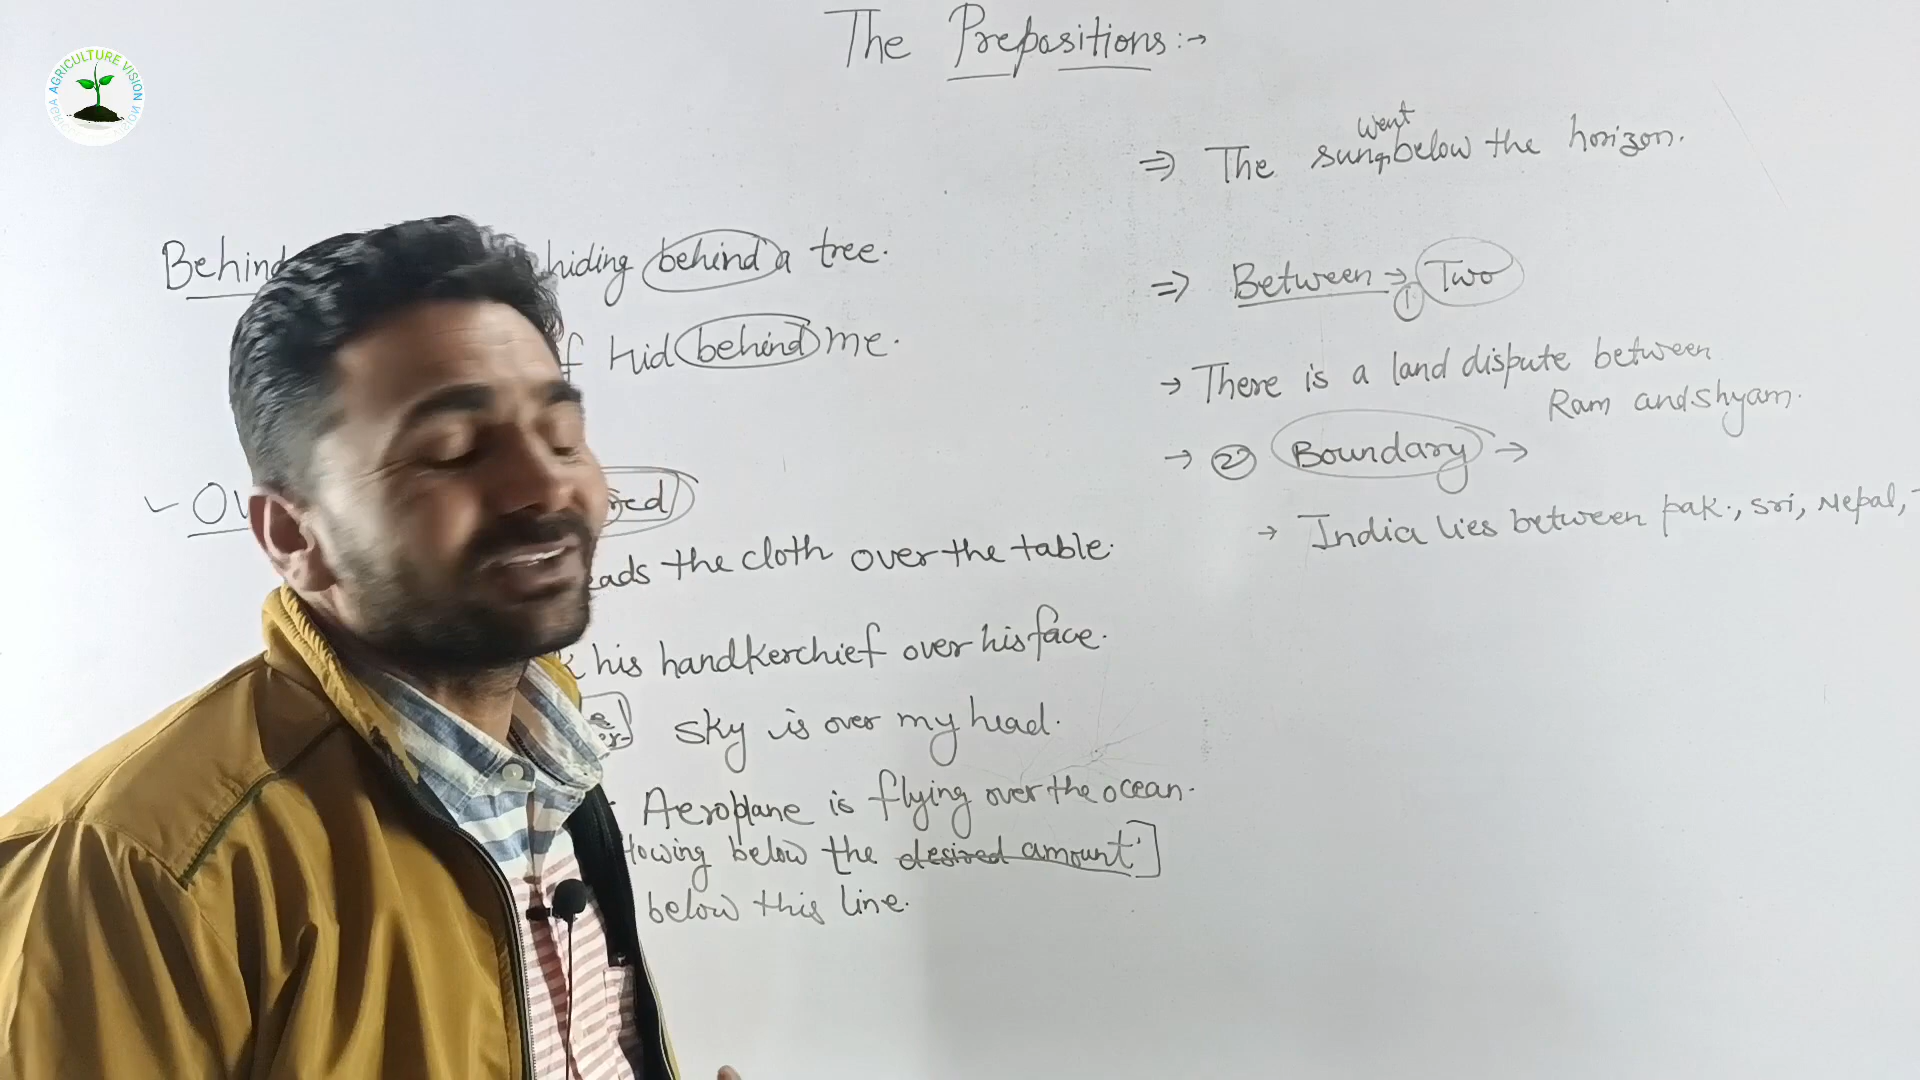 AGRICULTURE VISION
The Prepositions:→
Behind hiding behind a tree.
Hid behind me.
over the table.
the cloth
his handkerchief over his face.
sky is over my head.
Aeroplane is flying over the ocean.
below the desired amount
below this line.
⇒ The sun went below the horizon.
⇒ Between → ① Two
→ There is a land dispute between
Ram and Shyam.
→ ② Boundary →
→ India lies between pak., sri, Nepal,